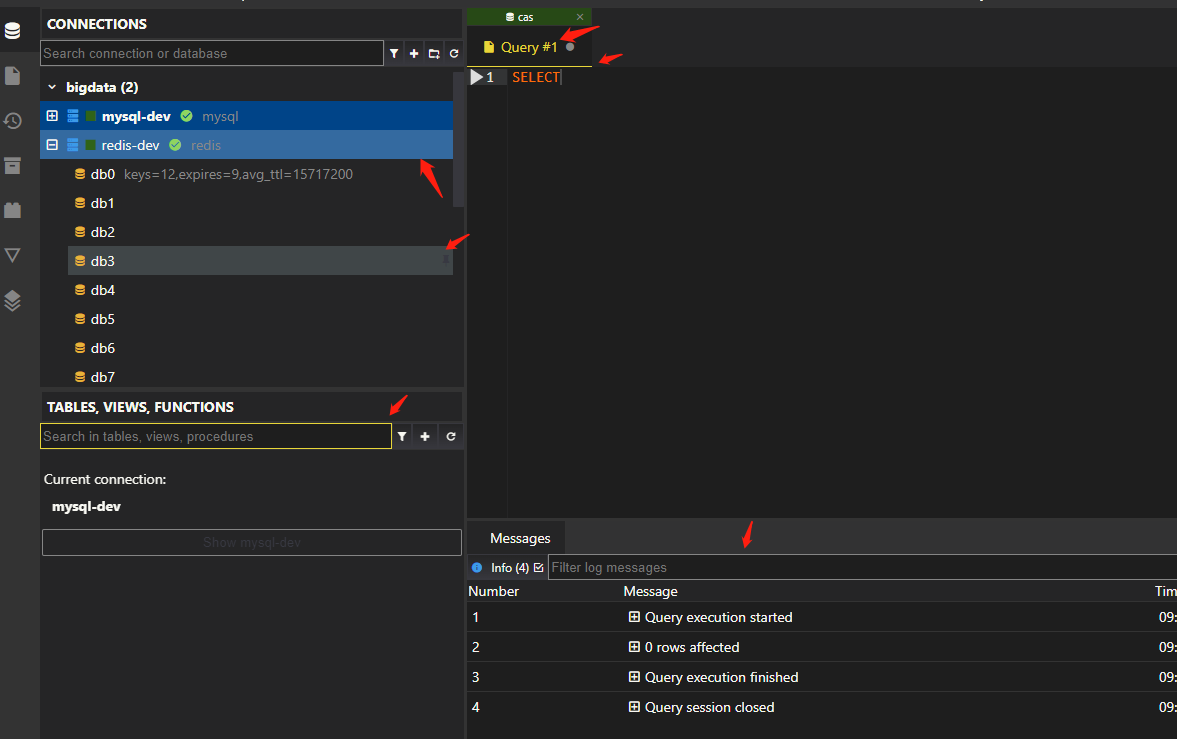 CONNECTIONS
Search connection or database
bigdata (2)
mysql-dev mysql
redis-dev redis
db0 keys=12,expires=9,avg_ttl=15717200
db1
db2
db3
db4
db5
db6
db7
TABLES, VIEWS, FUNCTIONS
Search in tables, views, procedures
Current connection:
mysql-dev
Show mysql-dev
cas
Query #1
1 SELECT
Messages
Info (4) Filter log messages
Number Message Tim
1 Query execution started 09:
2 0 rows affected 09:
3 Query execution finished 09:
4 Query session closed 09: